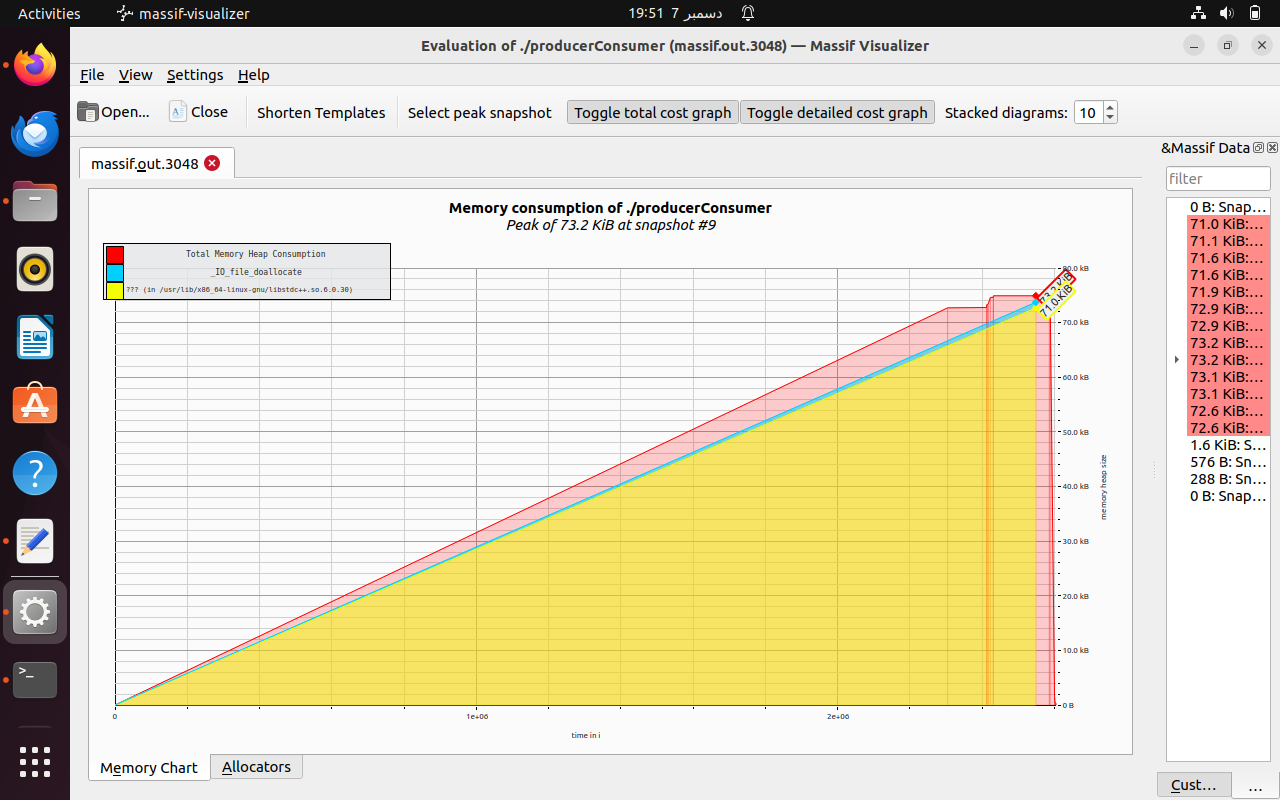 Activities
massif-visualizer
19:51 7 دسمبر
Evaluation of ./producerConsumer (massif.out.3048) — Massif Visualizer
File View Settings Help
Open... Close Shorten Templates Select peak snapshot Toggle total cost graph Toggle detailed cost graph Stacked diagrams: 10
massif.out.3048
&Massif Data
filter
0 B: Snap...
71.0 KiB:...
71.1 KiB:...
71.6 KiB:...
71.6 KiB:...
71.9 KiB:...
72.9 KiB:...
72.9 KiB:...
73.2 KiB:...
73.2 KiB:...
73.1 KiB:...
73.1 KiB:...
72.6 KiB:...
72.6 KiB:...
1.6 KiB: S...
576 B: Sn...
288 B: Sn...
0 B: Snap...
Memory consumption of ./producerConsumer
Peak of 73.2 KiB at snapshot #9
Total Memory Heap Consumption
_IO_file_doallocate
??? (in /usr/lib/x86_64-linux-gnu/libstdc++.so.6.0.30)
73.2 KiB
71.0 KiB
80.0 kB
70.0 kB
60.0 kB
50.0 kB
40.0 kB
30.0 kB
20.0 kB
10.0 kB
0 B
memory heap size
0 1e+06 2e+06
time in i
Memory Chart Allocators
Cust... ...